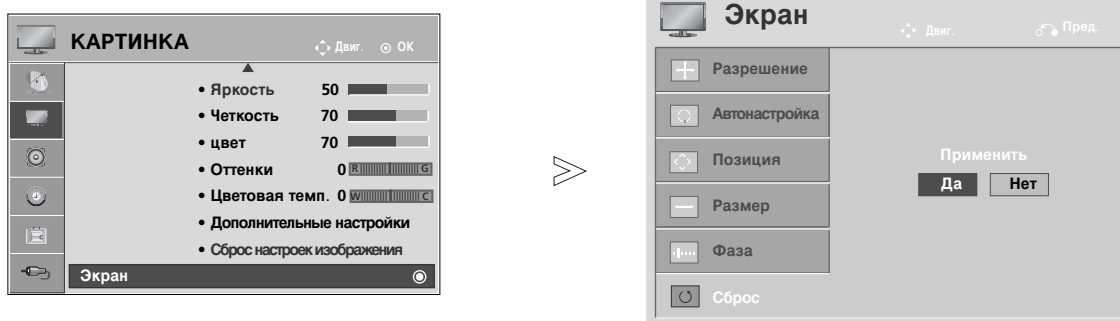 КАРТИНКА
Двиг. OK
• Яркость 50
• Четкость 70
• цвет 70
• Оттенки 0 R G
• Цветовая темп. 0 W C
• Дополнительные настройки
• Сброс настроек изображения
Экран
Экран
Двиг. Пред.
Разрешение
Автонастройка
Позиция
Размер
Фаза
Сброс
Применить
Да Нет